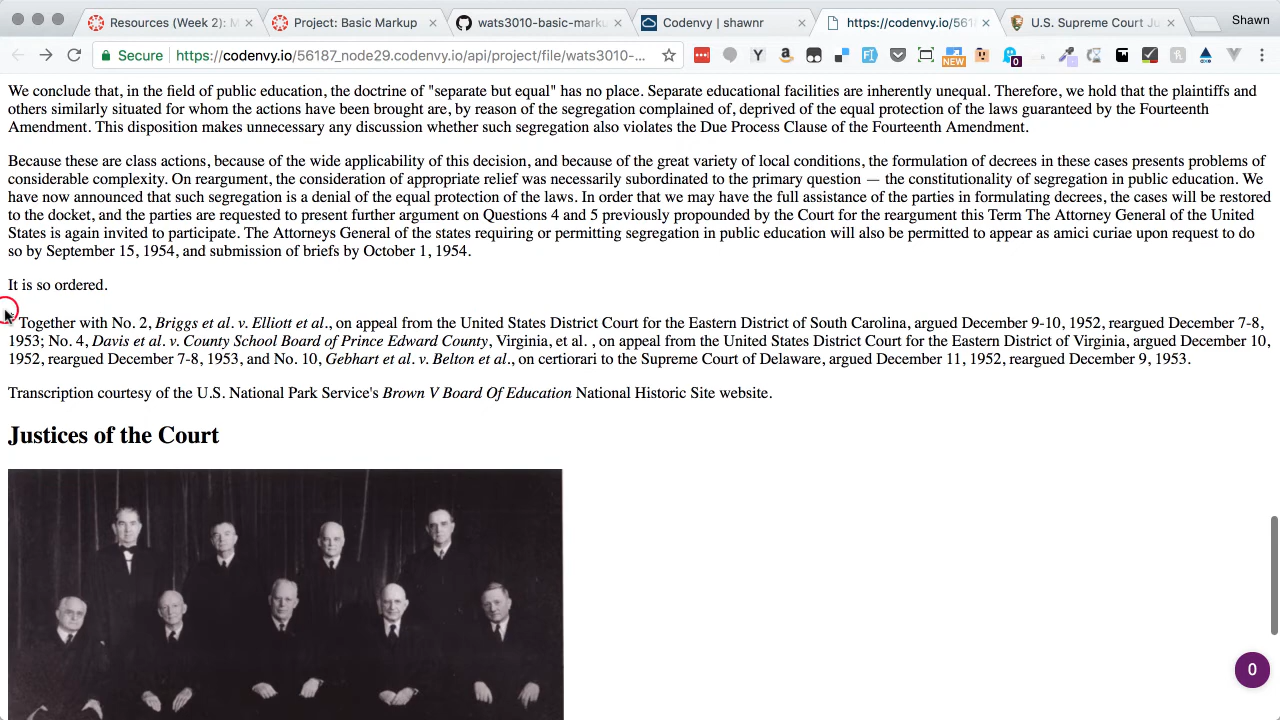 Resources (Week 2): M
Project: Basic Markup
wats3010-basic-marku
Codenvy | shawnr
https://codenvy.io/561
U.S. Supreme Court Ju
Shawn
Secure
https://codenvy.io/56187_node29.codenvy.io/api/project/file/wats3010-...
NEW
0
We conclude that, in the field of public education, the doctrine of "separate but equal" has no place. Separate educational facilities are inherently unequal. Therefore, we hold that the plaintiffs and
others similarly situated for whom the actions have been brought are, by reason of the segregation complained of, deprived of the equal protection of the laws guaranteed by the Fourteenth
Amendment. This disposition makes unnecessary any discussion whether such segregation also violates the Due Process Clause of the Fourteenth Amendment.
Because these are class actions, because of the wide applicability of this decision, and because of the great variety of local conditions, the formulation of decrees in these cases presents problems of
considerable complexity. On reargument, the consideration of appropriate relief was necessarily subordinated to the primary question — the constitutionality of segregation in public education. We
have now announced that such segregation is a denial of the equal protection of the laws. In order that we may have the full assistance of the parties in formulating decrees, the cases will be restored
to the docket, and the parties are requested to present further argument on Questions 4 and 5 previously propounded by the Court for the reargument this Term The Attorney General of the United
States is again invited to participate. The Attorneys General of the states requiring or permitting segregation in public education will also be permitted to appear as amici curiae upon request to do
so by September 15, 1954, and submission of briefs by October 1, 1954.
It is so ordered.
Together with No. 2, Briggs et al. v. Elliott et al., on appeal from the United States District Court for the Eastern District of South Carolina, argued December 9-10, 1952, reargued December 7-8,
1953; No. 4, Davis et al. v. County School Board of Prince Edward County, Virginia, et al. , on appeal from the United States District Court for the Eastern District of Virginia, argued December 10,
1952, reargued December 7-8, 1953, and No. 10, Gebhart et al. v. Belton et al., on certiorari to the Supreme Court of Delaware, argued December 11, 1952, reargued December 9, 1953.
Transcription courtesy of the U.S. National Park Service's Brown V Board Of Education National Historic Site website.
Justices of the Court
0